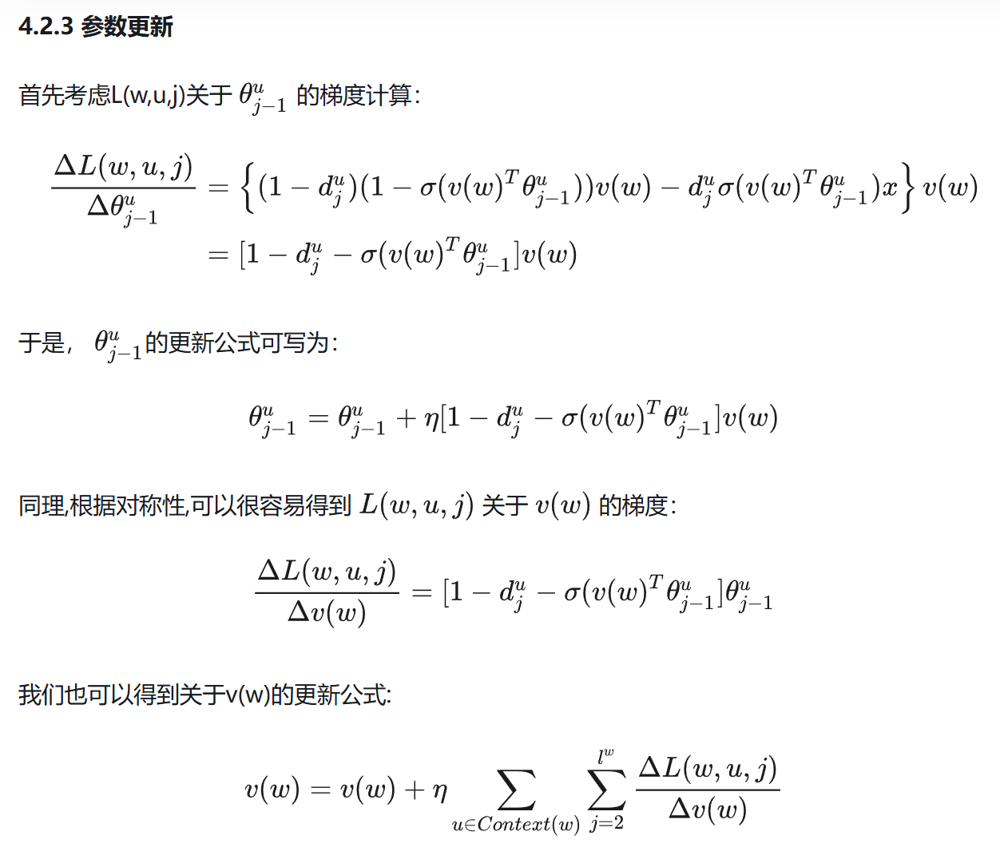 4.2.3 参数更新
首先考虑L(w,u,j)关于 $\theta_{j-1}^u$ 的梯度计算：
$\frac{\Delta L(w,u,j)}{\Delta \theta_{j-1}^u} = \left\{(1-d_j^u)(1-\sigma(v(w)^T\theta_{j-1}^u))v(w) - d_j^u\sigma(v(w)^T\theta_{j-1}^u)x\right\}v(w)$
$= [1-d_j^u-\sigma(v(w)^T\theta_{j-1}^u]v(w)$
于是， $\theta_{j-1}^u$的更新公式可写为：
$\theta_{j-1}^u = \theta_{j-1}^u + \eta[1-d_j^u-\sigma(v(w)^T\theta_{j-1}^u]v(w)$
同理,根据对称性,可以很容易得到 $L(w,u,j)$ 关于 $v(w)$ 的梯度：
$\frac{\Delta L(w,u,j)}{\Delta v(w)} = [1-d_j^u-\sigma(v(w)^T\theta_{j-1}^u]\theta_{j-1}^u$
我们也可以得到关于v(w)的更新公式:
$v(w) = v(w) + \eta \sum_{u\in Context(w)} \sum_{j=2}^{l^w} \frac{\Delta L(w,u,j)}{\Delta v(w)}$